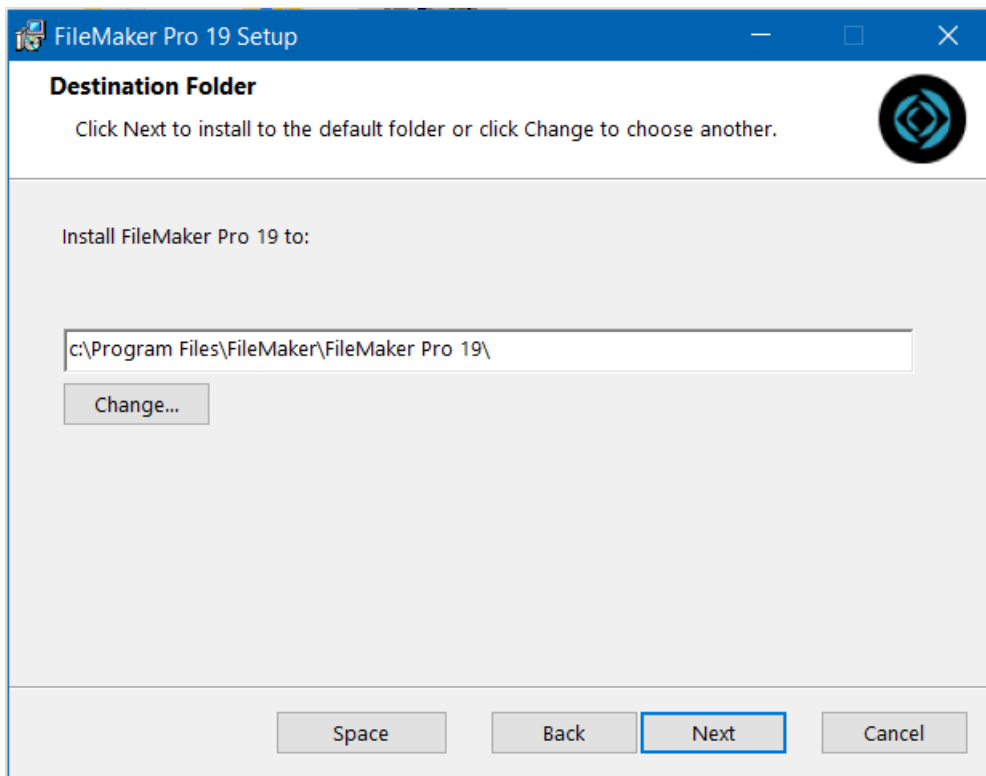 FileMaker Pro 19 Setup
Destination Folder
Click Next to install to the default folder or click Change to choose another.
Install FileMaker Pro 19 to:
c:\Program Files\FileMaker\FileMaker Pro 19\
Change...
Space Back Next Cancel